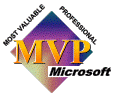 MOST VALUABLE
PROFESSIONAL
MVP
Microsoft